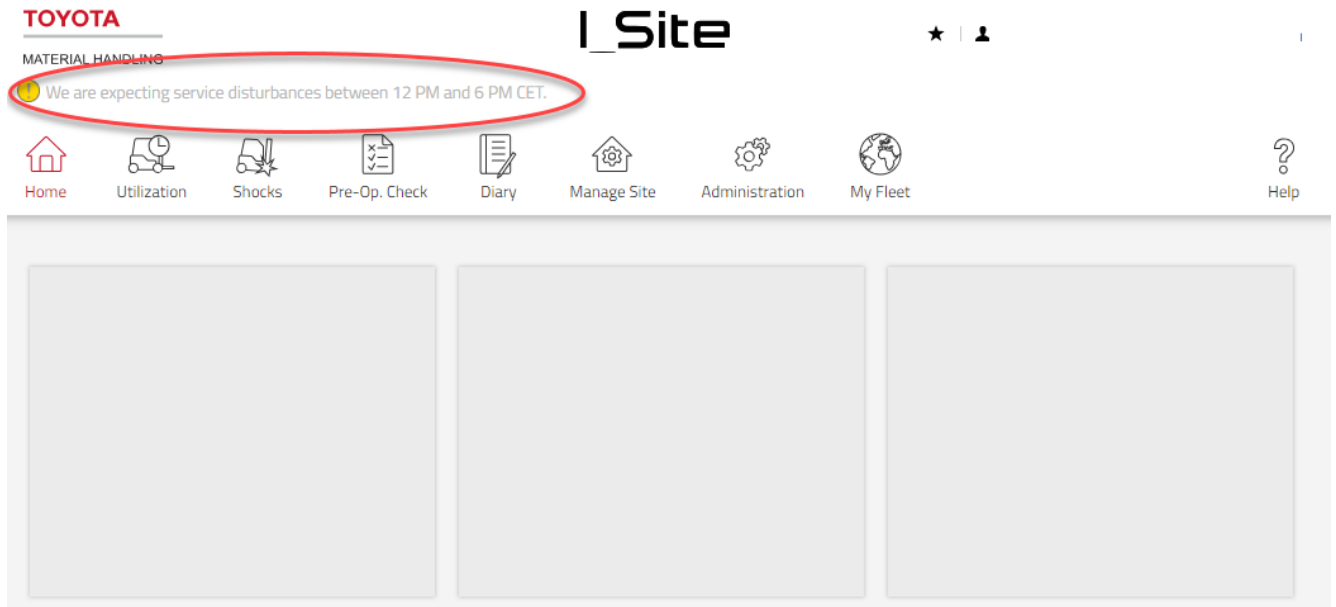 TOYOTA
MATERIAL HANDLING
I_Site
We are expecting service disturbances between 12 PM and 6 PM CET.
Home
Utilization
Shocks
Pre-Op. Check
Diary
Manage Site
Administration
My Fleet
Help